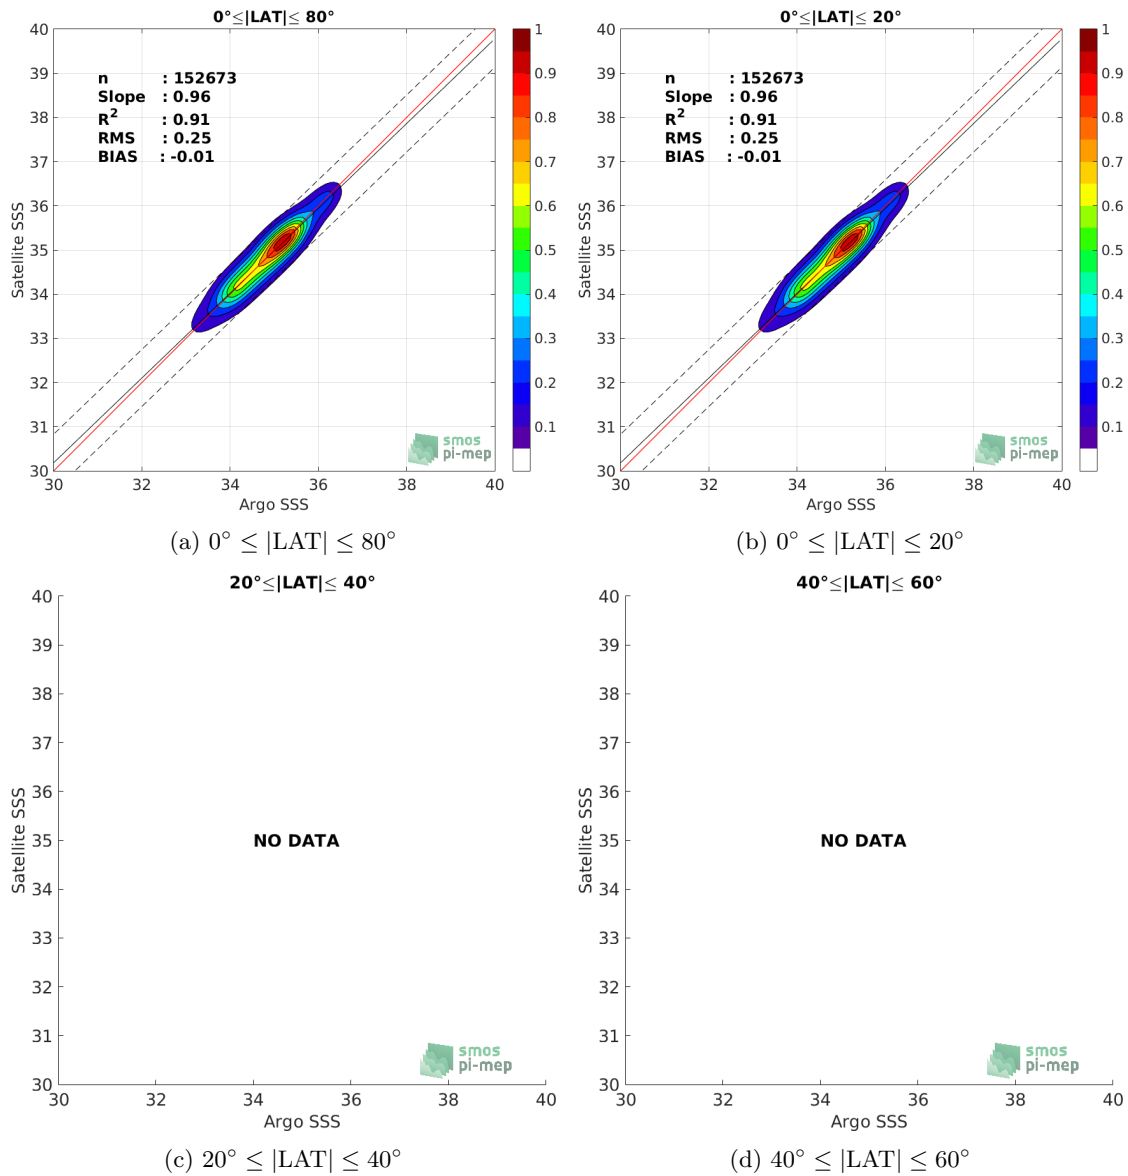 0°≤|LAT|≤ 80°
40
39
38
37
36
35
34
33
32
31
30
30
32
34
36
38
40
Satellite SSS
Argo SSS
n : 152673
Slope : 0.96
R² : 0.91
RMS : 0.25
BIAS : -0.01
1
0.9
0.8
0.7
0.6
0.5
0.4
0.3
0.2
0.1
smos
pi-mep
(a) 0° ≤ |LAT| ≤ 80°
0°≤|LAT|≤ 20°
40
39
38
37
36
35
34
33
32
31
30
30
32
34
36
38
40
Satellite SSS
Argo SSS
n : 152673
Slope : 0.96
R² : 0.91
RMS : 0.25
BIAS : -0.01
1
0.9
0.8
0.7
0.6
0.5
0.4
0.3
0.2
0.1
smos
pi-mep
(b) 0° ≤ |LAT| ≤ 20°
20°≤|LAT|≤ 40°
40
39
38
37
36
35
34
33
32
31
30
30
32
34
36
38
40
Satellite SSS
Argo SSS
NO DATA
smos
pi-mep
(c) 20° ≤ |LAT| ≤ 40°
40°≤|LAT|≤ 60°
40
39
38
37
36
35
34
33
32
31
30
30
32
34
36
38
40
Satellite SSS
Argo SSS
NO DATA
smos
pi-mep
(d) 40° ≤ |LAT| ≤ 60°